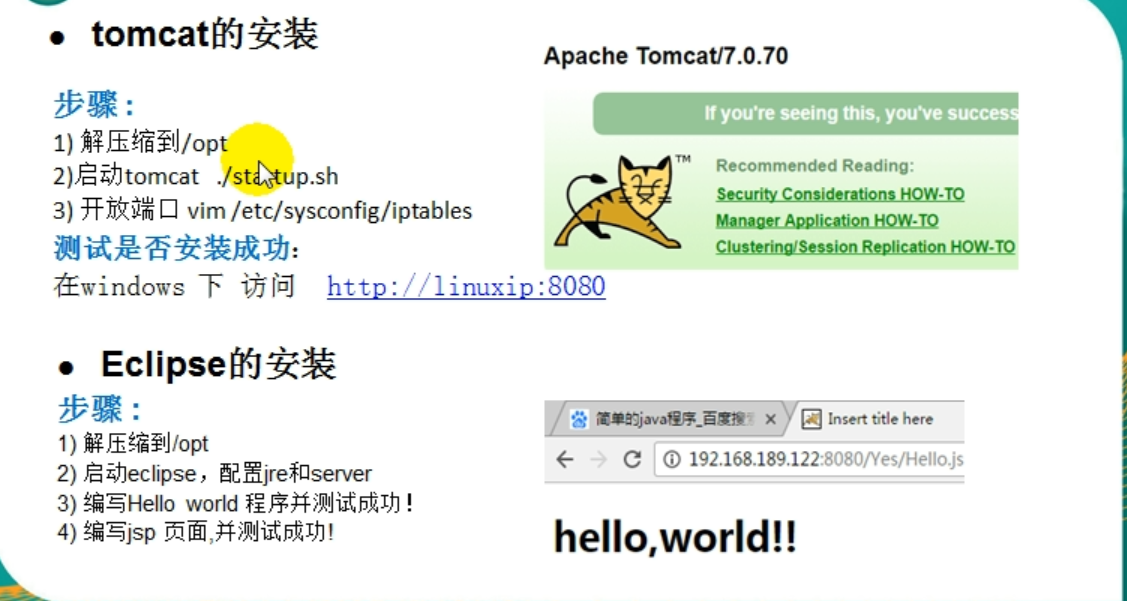 • tomcat的安装
步骤：
1) 解压缩到/opt
2)启动tomcat ./startup.sh
3) 开放端口 vim /etc/sysconfig/iptables
测试是否安装成功：
在windows 下 访问 http://linuxip:8080
Apache Tomcat/7.0.70
If you're seeing this, you've success
TM
Recommended Reading:
Security Considerations HOW-TO
Manager Application HOW-TO
Clustering/Session Replication HOW-TO
• Eclipse的安装
步骤：
1) 解压缩到/opt
2) 启动eclipse，配置jre和server
3) 编写Hello world 程序并测试成功！
4) 编写jsp 页面,并测试成功!
简单的java程序_百度搜 Insert title here
192.168.189.122:8080/Yes/Hello.js
hello,world!!